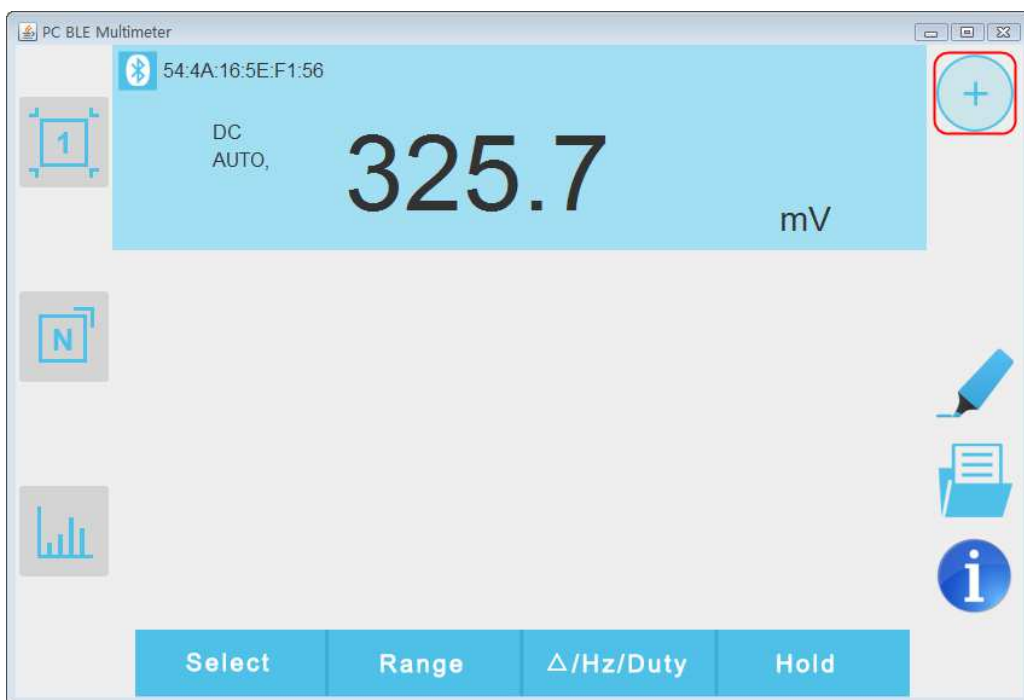 PC BLE Multimeter
54:4A:16:5E:F1:56
DC
AUTO,
325.7
mV
1
N
i
Select Range △/Hz/Duty Hold